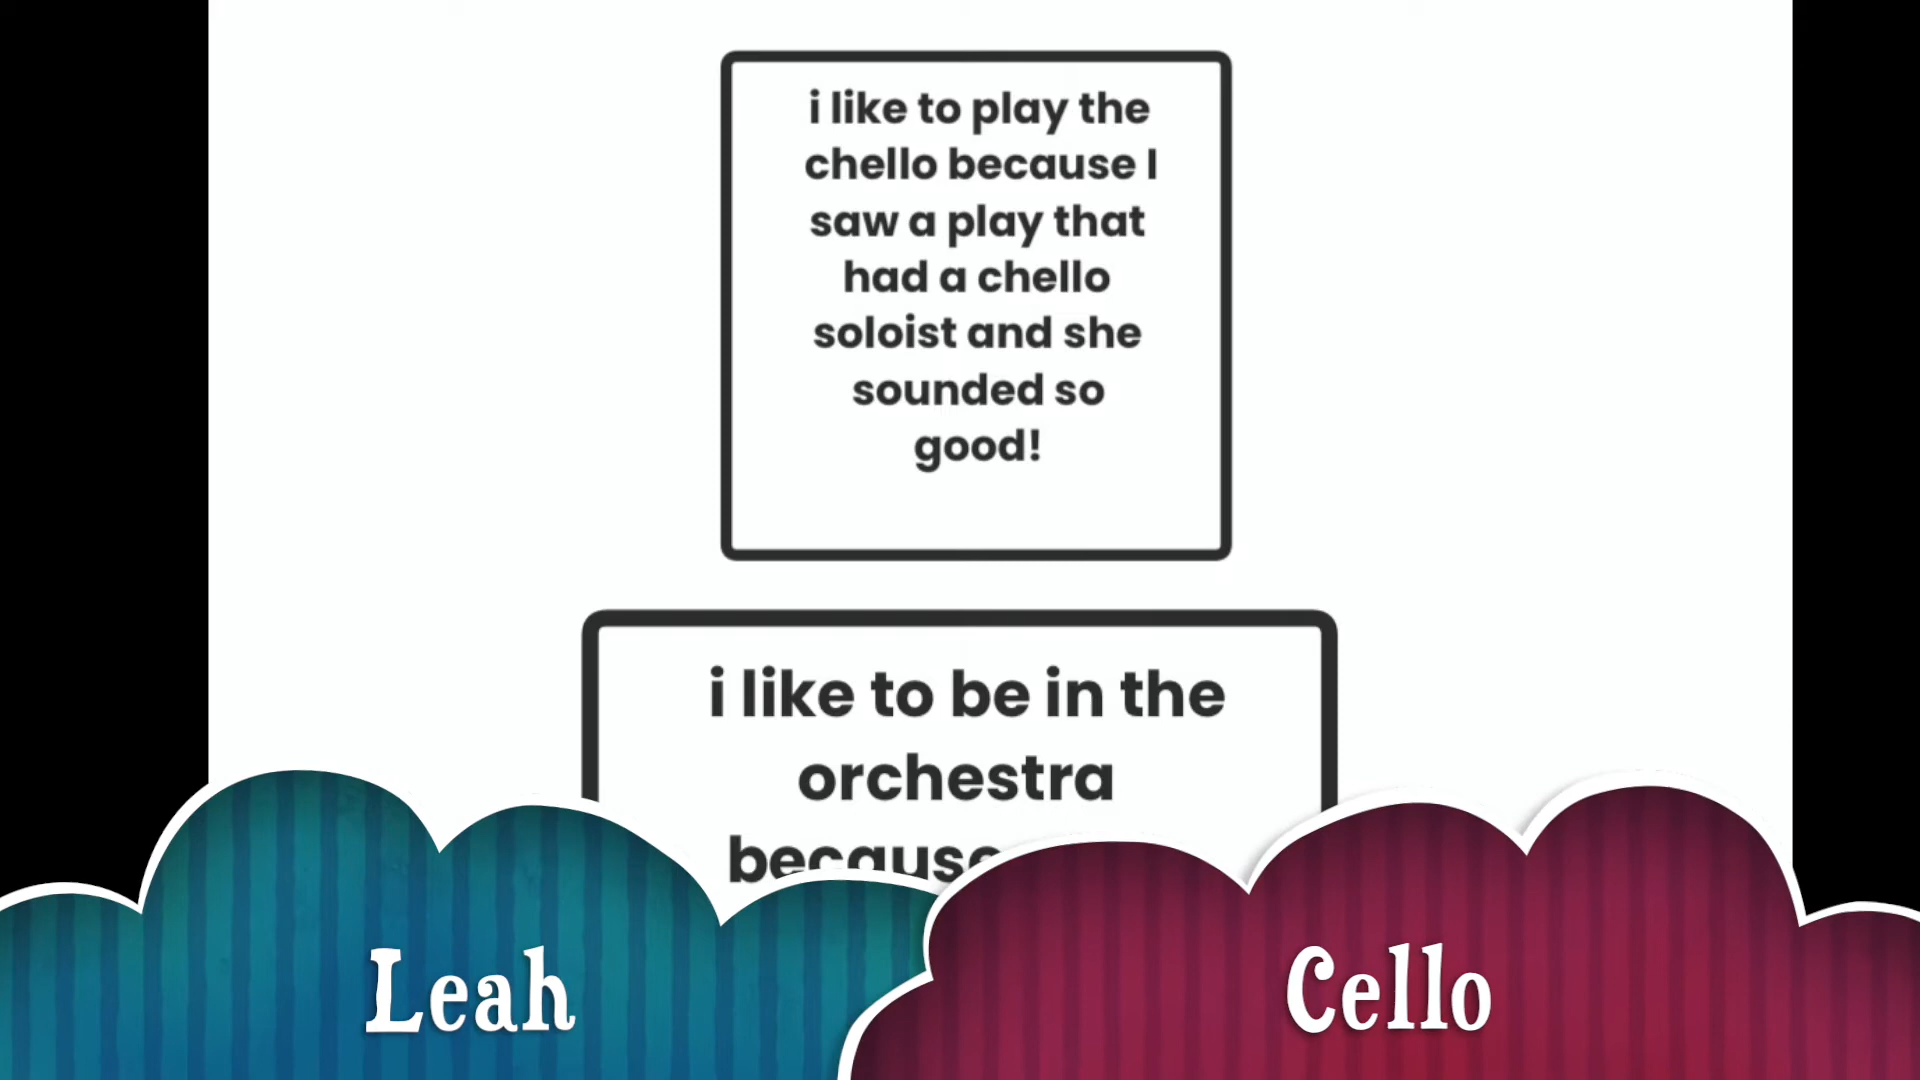 i like to play the
chello because I
saw a play that
had a chello
soloist and she
sounded so
good!
i like to be in the
orchestra
because
Leah
Cello